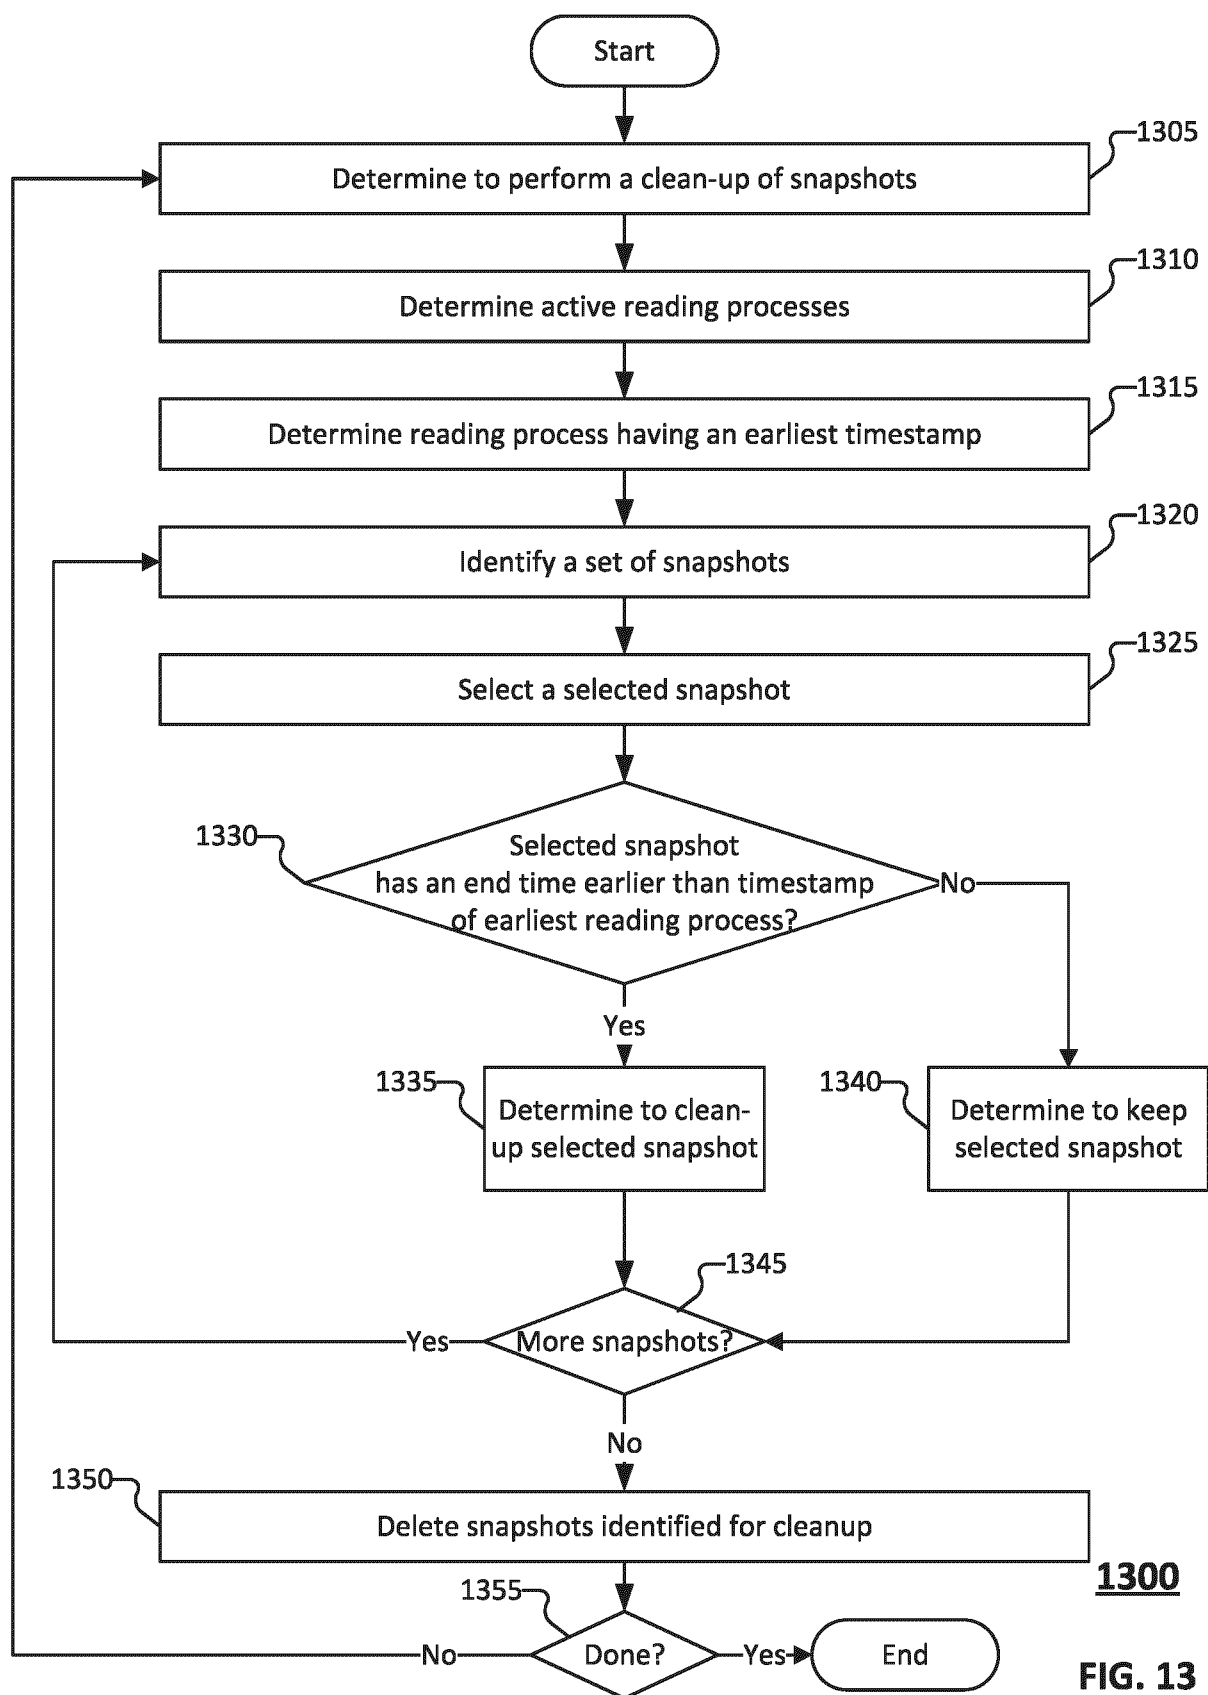 Start
1305
Determine to perform a clean-up of snapshots
1310
Determine active reading processes
1315
Determine reading process having an earliest timestamp
1320
Identify a set of snapshots
1325
Select a selected snapshot
1330
Selected snapshot
has an end time earlier than timestamp
of earliest reading process?
No
Yes
1335
Determine to clean-
up selected snapshot
1340
Determine to keep
selected snapshot
1345
More snapshots?
Yes
No
1350
Delete snapshots identified for cleanup
1300
1355
Done?
No
Yes
End
FIG. 13